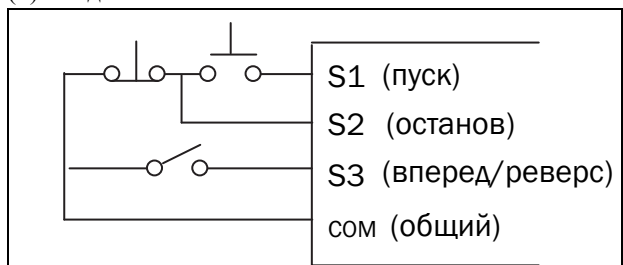 S1 (пуск)
S2 (останов)
S3 (вперед/реверс)
COM (общий)